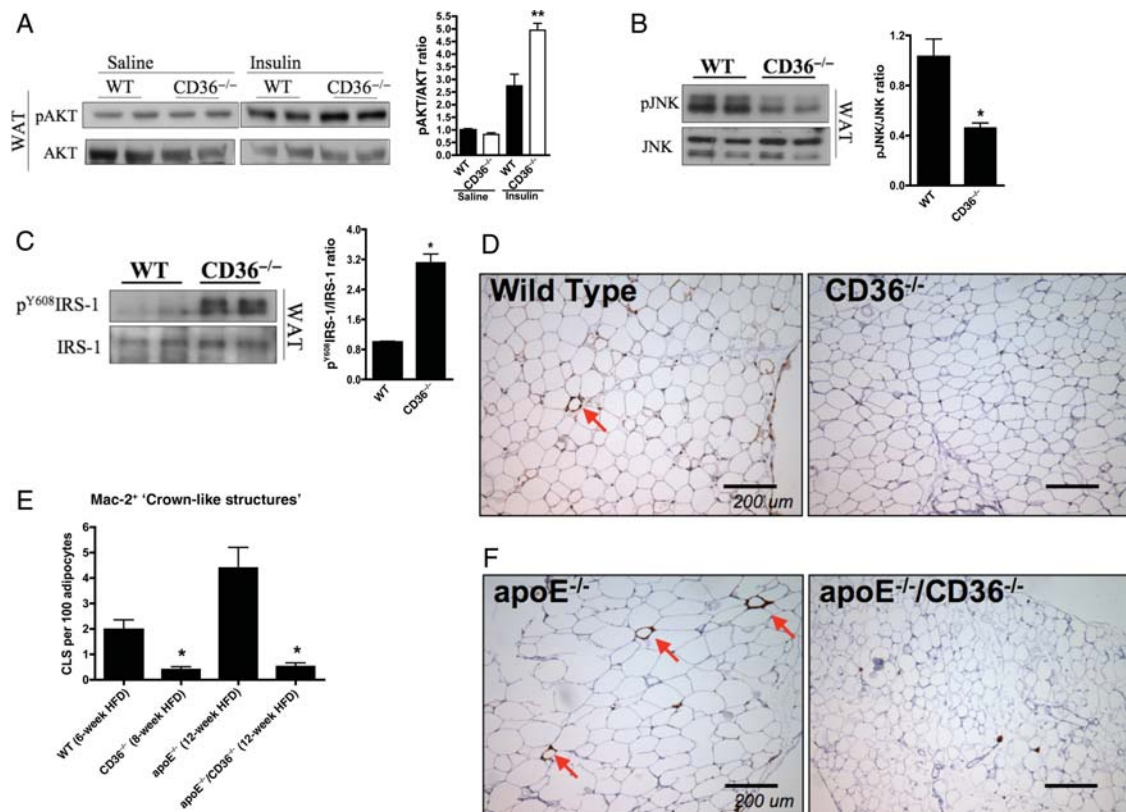 A
Saline
Insulin
WT CD36⁻/⁻ WT CD36⁻/⁻
WAT
pAKT
AKT
pAKT/AKT ratio
5.5
5.0
4.5
4.0
3.5
3.0
2.5
2.0
1.5
1.0
0.5
0.0
**
WT
CD36⁻/⁻
WT
CD36⁻/⁻
Saline Insulin
B
WT CD36⁻/⁻
pJNK
JNK
WAT
pJNK/JNK ratio
1.2
0.8
0.4
0.0
*
WT
CD36⁻/⁻
C
WT CD36⁻/⁻
pʸ⁶⁰⁸IRS-1
IRS-1
WAT
pʸ⁶⁰⁸IRS-1/IRS-1 ratio
4.0
3.2
2.4
1.6
0.8
0.0
*
WT
CD36⁻/⁻
D
Wild Type
200 um
CD36⁻/⁻
E
Mac-2⁺ ‘Crown-like structures’
CLS per 100 adipocytes
6
5
4
3
2
1
0
*
*
WT (6-week HFD)
CD36⁻/⁻ (8-week HFD)
apoE⁻/⁻ (12-week HFD)
apoE⁻/⁻/CD36⁻/⁻ (12-week HFD)
F
apoE⁻/⁻
200 um
apoE⁻/⁻/CD36⁻/⁻